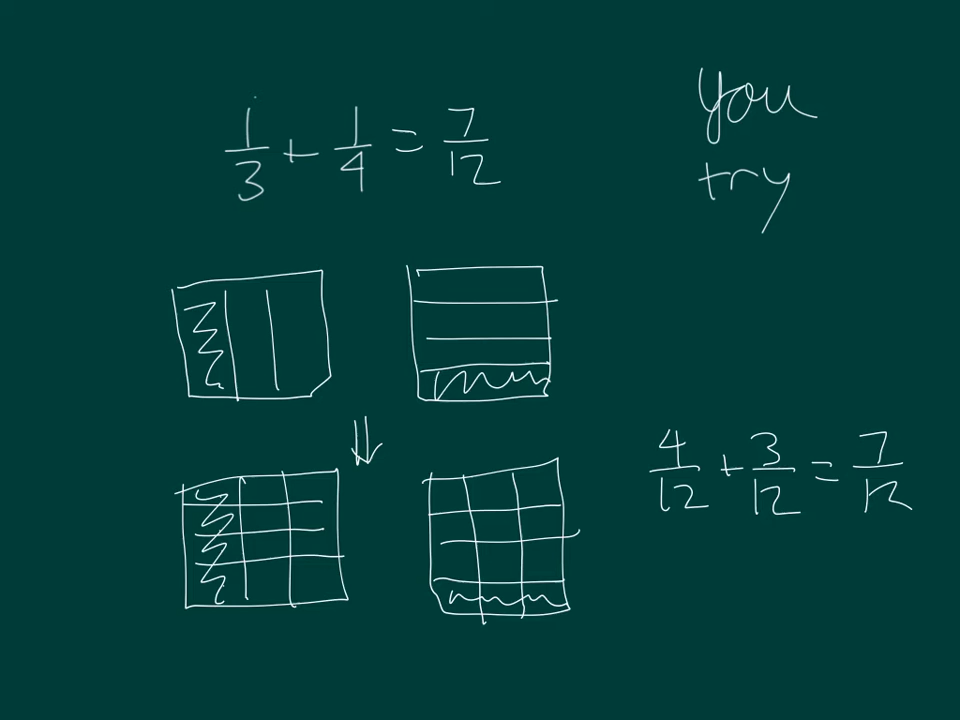 1/3 + 1/4 = 7/12
you
try
4/12 + 3/12 = 7/12